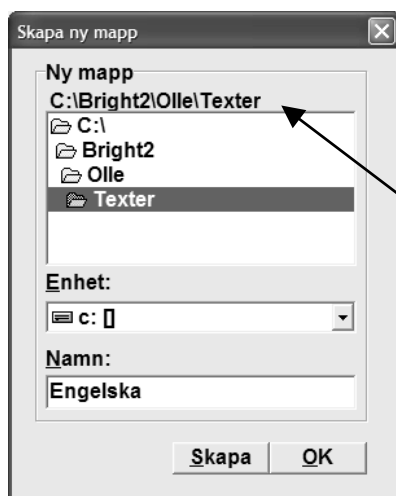 Skapa ny mapp
Ny mapp
C:\Bright2\Olle\Texter
C:\
Bright2
Olle
Texter
Enhet:
c: []
Namn:
Engelska
Skapa OK